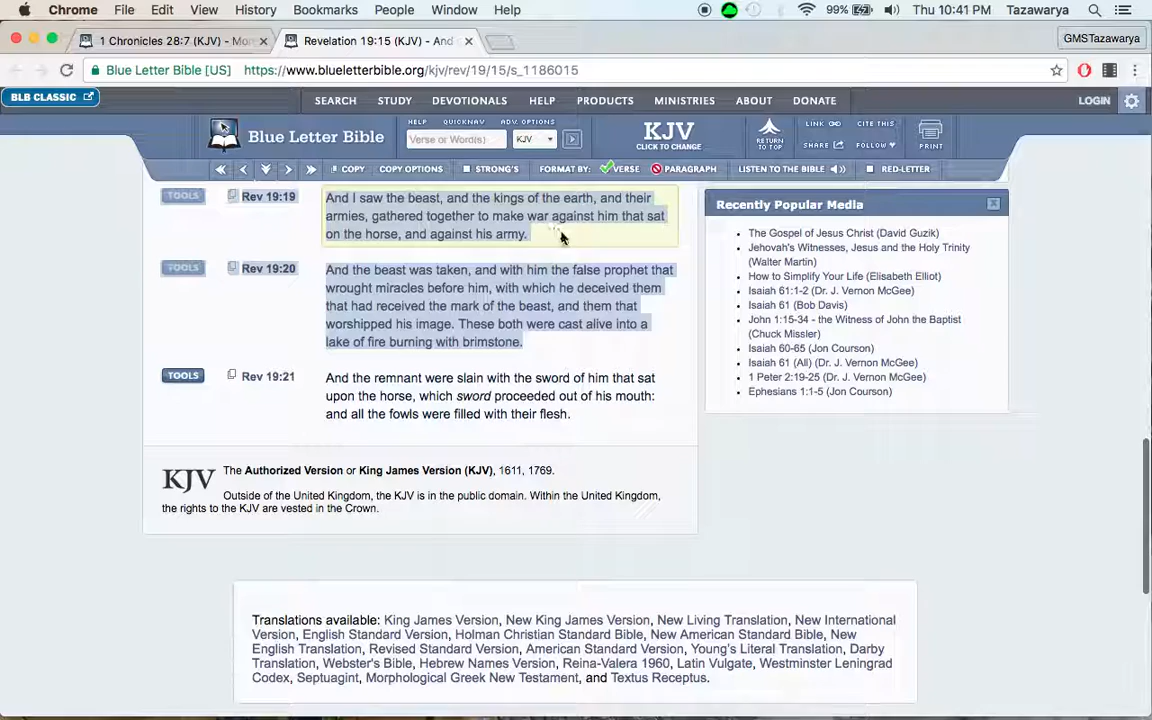 Chrome File Edit View History Bookmarks People Window Help 99% Thu 10:41 PM Tazawarya
1 Chronicles 28:7 (KJV) - Mo
Revelation 19:15 (KJV) - And
GMSTazawarya
Blue Letter Bible [US] https://www.blueletterbible.org/kjv/rev/19/15/s_1186015
BLB CLASSIC
SEARCH STUDY DEVOTIONALS HELP PRODUCTS MINISTRIES ABOUT DONATE LOGIN
HELP QUICKNAV ADV. OPTIONS
Blue Letter Bible
Verse or Word(s)
KJV
KJV
CLICK TO CHANGE
RETURN
TO TOP
LINK CITE THIS
SHARE FOLLOW
PRINT
COPY COPY OPTIONS STRONG'S FORMAT BY: VERSE PARAGRAPH LISTEN TO THE BIBLE RED-LETTER
TOOLS Rev 19:19 And I saw the beast, and the kings of the earth, and their
armies, gathered together to make war against him that sat
on the horse, and against his army.
TOOLS Rev 19:20 And the beast was taken, and with him the false prophet that
wrought miracles before him, with which he deceived them
that had received the mark of the beast, and them that
worshipped his image. These both were cast alive into a
lake of fire burning with brimstone.
TOOLS Rev 19:21 And the remnant were slain with the sword of him that sat
upon the horse, which sword proceeded out of his mouth:
and all the fowls were filled with their flesh.
KJV
The Authorized Version or King James Version (KJV), 1611, 1769.
Outside of the United Kingdom, the KJV is in the public domain. Within the United Kingdom,
the rights to the KJV are vested in the Crown.
Recently Popular Media
The Gospel of Jesus Christ (David Guzik)
Jehovah's Witnesses, Jesus and the Holy Trinity
(Walter Martin)
How to Simplify Your Life (Elisabeth Elliot)
Isaiah 61:1-2 (Dr. J. Vernon McGee)
Isaiah 61 (Bob Davis)
John 1:15-34 - the Witness of John the Baptist
(Chuck Missler)
Isaiah 60-65 (Jon Courson)
Isaiah 61 (All) (Dr. J. Vernon McGee)
1 Peter 2:19-25 (Dr. J. Vernon McGee)
Ephesians 1:1-5 (Jon Courson)
Translations available: King James Version, New King James Version, New Living Translation, New International
Version, English Standard Version, Holman Christian Standard Bible, New American Standard Bible, New
English Translation, Revised Standard Version, American Standard Version, Young's Literal Translation, Darby
Translation, Webster's Bible, Hebrew Names Version, Reina-Valera 1960, Latin Vulgate, Westminster Leningrad
Codex, Septuagint, Morphological Greek New Testament, and Textus Receptus.